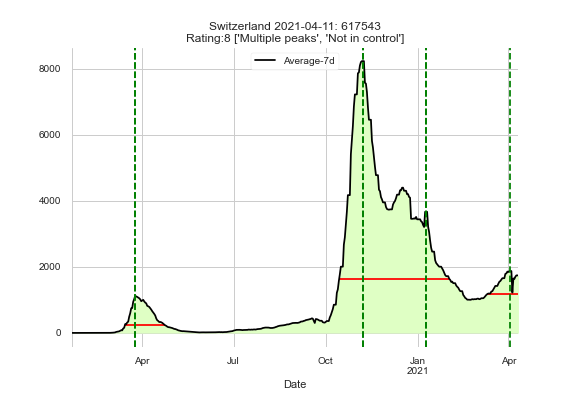 Switzerland 2021-04-11: 617543
Rating:8 ['Multiple peaks', 'Not in control']
Average-7d
8000
6000
4000
2000
0
Apr
Jul
Oct
Jan
2021
Apr
Date